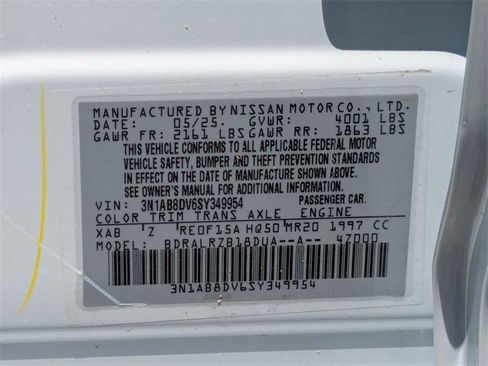 MANUFACTURED BY NISSAN MOTOR CO., LTD.
DATE: 05/25. GVWR: 4001 LBS
GAWR FR: 2161 LBS GAWR RR: 1863 LBS
THIS VEHICLE CONFORMS TO ALL APPLICABLE FEDERAL MOTOR
VEHICLE SAFETY, BUMPER AND THEFT PREVENTION STANDARDS
IN EFFECT ON THE DATE OF MANUFACTURE SHOWN ABOVE.
SEE OWNER'S MANUAL FOR ADDITIONAL INFORMATION.
VIN: 3N1AB8DV6SY349954 PASSENGER CAR.
COLOR TRIM TRANS AXLE ENGINE
XAB Z RE0F15A HQ50 MR20 1997 CC
MODEL: BDRALRZB18DUA--A-- 4Z000
3N1AB8DV6SY349954